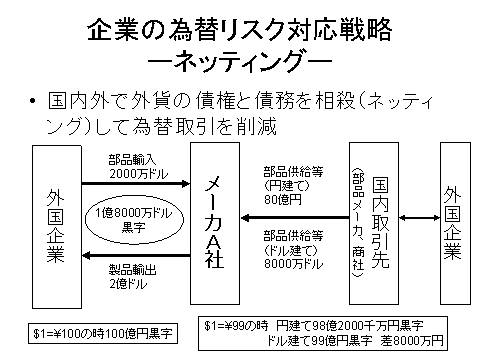 企業の為替リスク対応戦略
ーネッティングー
• 国内外で外貨の債権と債務を相殺(ネッティ
ング)して為替取引を削減
外国企業
部品輸入
2000万ドル
1億8000万ドル
黒字
製品輸出
2億ドル
メーカA社
部品供給等
(円建て)
80億円
部品供給等
(ドル建て)
8000万ドル
国内取引先
(部品メーカ、商社)
外国企業
$1=¥100の時100億円黒字
$1=¥99の時 円建て98億2000千万円黒字
ドル建て99億円黒字 差8000万円